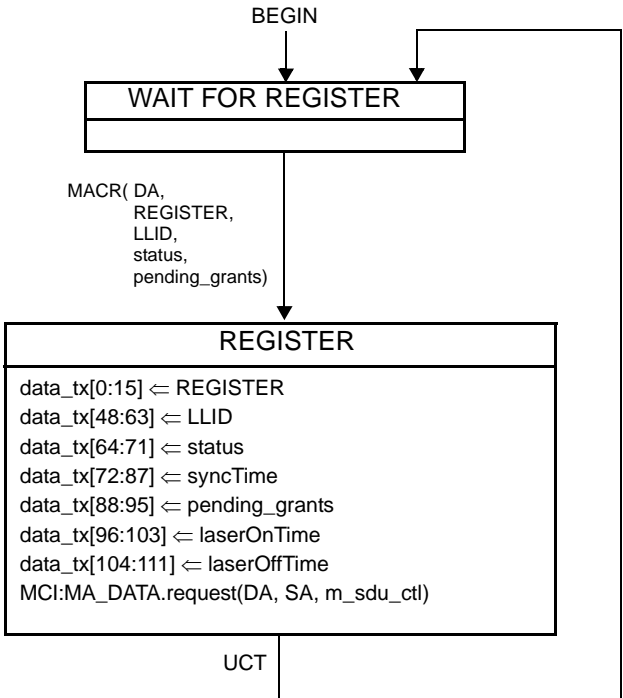 BEGIN
WAIT FOR REGISTER
MACR( DA,
REGISTER,
LLID,
status,
pending_grants)
REGISTER
data_tx[0:15] ⇐ REGISTER
data_tx[48:63] ⇐ LLID
data_tx[64:71] ⇐ status
data_tx[72:87] ⇐ syncTime
data_tx[88:95] ⇐ pending_grants
data_tx[96:103] ⇐ laserOnTime
data_tx[104:111] ⇐ laserOffTime
MCI:MA_DATA.request(DA, SA, m_sdu_ctl)
UCT